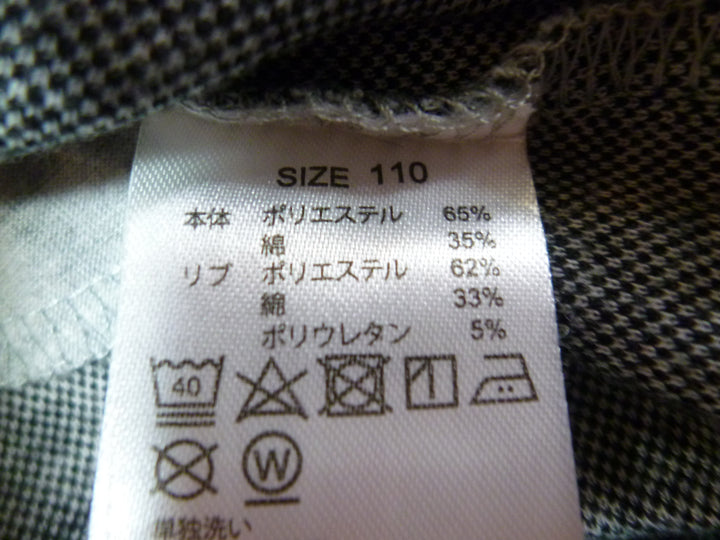 SIZE 110
本体 ポリエステル 65%
綿 35%
リブ ポリエステル 62%
綿 33%
ポリウレタン 5%
40
W
単独洗い